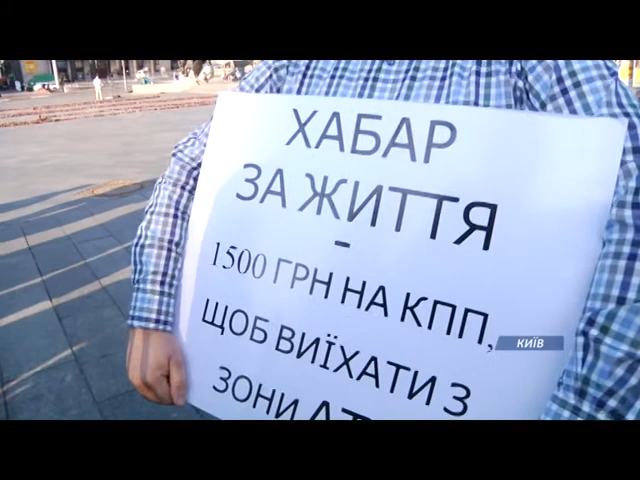 ХАБАР
ЗА ЖИТТЯ
-
1500 ГРН НА КПП,
ЩОБ ВИЇХАТИ З
ЗОНИ
КИЇВ